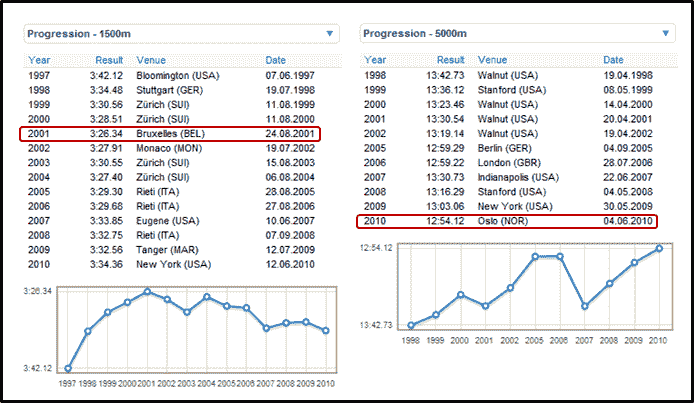 Progression - 1500m
Year Result Venue Date
1997 3:42.12 Bloomington (USA) 07.06.1997
1998 3:34.48 Stuttgart (GER) 19.07.1998
1999 3:30.56 Zürich (SUI) 11.08.1999
2000 3:28.51 Zürich (SUI) 11.08.2000
2001 3:26.34 Bruxelles (BEL) 24.08.2001
2002 3:27.91 Monaco (MON) 19.07.2002
2003 3:30.55 Zürich (SUI) 15.08.2003
2004 3:27.40 Zürich (SUI) 06.08.2004
2005 3:29.30 Rieti (ITA) 28.08.2005
2006 3:29.68 Rieti (ITA) 27.08.2006
2007 3:33.85 Eugene (USA) 10.06.2007
2008 3:32.75 Rieti (ITA) 07.09.2008
2009 3:32.56 Tanger (MAR) 12.07.2009
2010 3:34.36 New York (USA) 12.06.2010
3:26.34
3:42.12
1997 1998 1999 2000 2001 2002 2003 2004 2005 2006 2007 2008 2009 2010
Progression - 5000m
Year Result Venue Date
1998 13:42.73 Walnut (USA) 19.04.1998
1999 13:36.12 Stanford (USA) 08.05.1999
2000 13:23.46 Walnut (USA) 14.04.2000
2001 13:30.54 Walnut (USA) 20.04.2001
2002 13:19.14 Walnut (USA) 19.04.2002
2005 12:59.29 Berlin (GER) 04.09.2005
2006 12:59.22 London (GBR) 28.07.2006
2007 13:30.73 Indianapolis (USA) 22.06.2007
2008 13:16.29 Stanford (USA) 04.05.2008
2009 13:03.06 New York (USA) 30.05.2009
2010 12:54.12 Oslo (NOR) 04.06.2010
12:54.12
13:42.73
1998 1999 2000 2001 2002 2005 2006 2007 2008 2009 2010